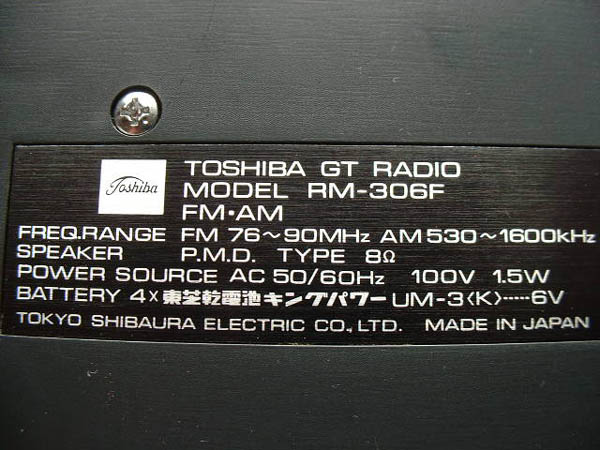 Toshiba
TOSHIBA GT RADIO
MODEL RM-306F
FM・AM
FREQ.RANGE FM 76～90MHz AM 530～1600kHz
SPEAKER P.M.D. TYPE 8Ω
POWER SOURCE AC 50/60Hz 100V 1.5W
BATTERY 4× 東芝乾電池キングパワー UM-3〈K〉……6V
TOKYO SHIBAURA ELECTRIC CO., LTD. MADE IN JAPAN